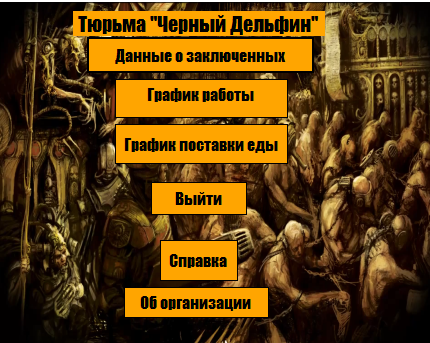 Тюрьма "Черный Дельфин"
Данные о заключенных
График работы
График поставки еды
Выйти
Справка
Об организации